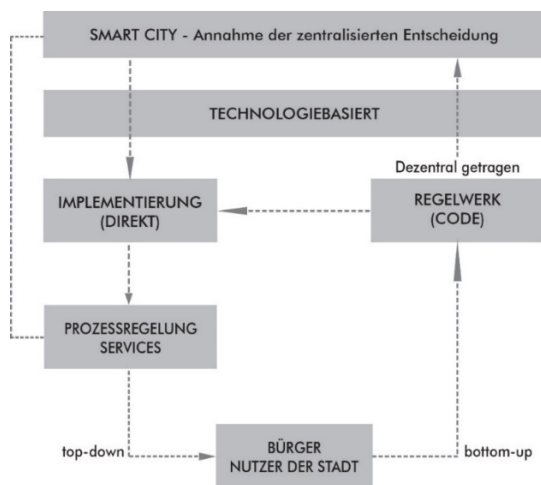 SMART CITY - Annahme der zentralisierten Entscheidung
TECHNOLOGIEBASIERT
Dezentral getragen
IMPLEMENTIERUNG
(DIREKT)
REGELWERK
(CODE)
PROZESSREGELUNG
SERVICES
top-down
BÜRGER
NUTZER DER STADT
bottom-up